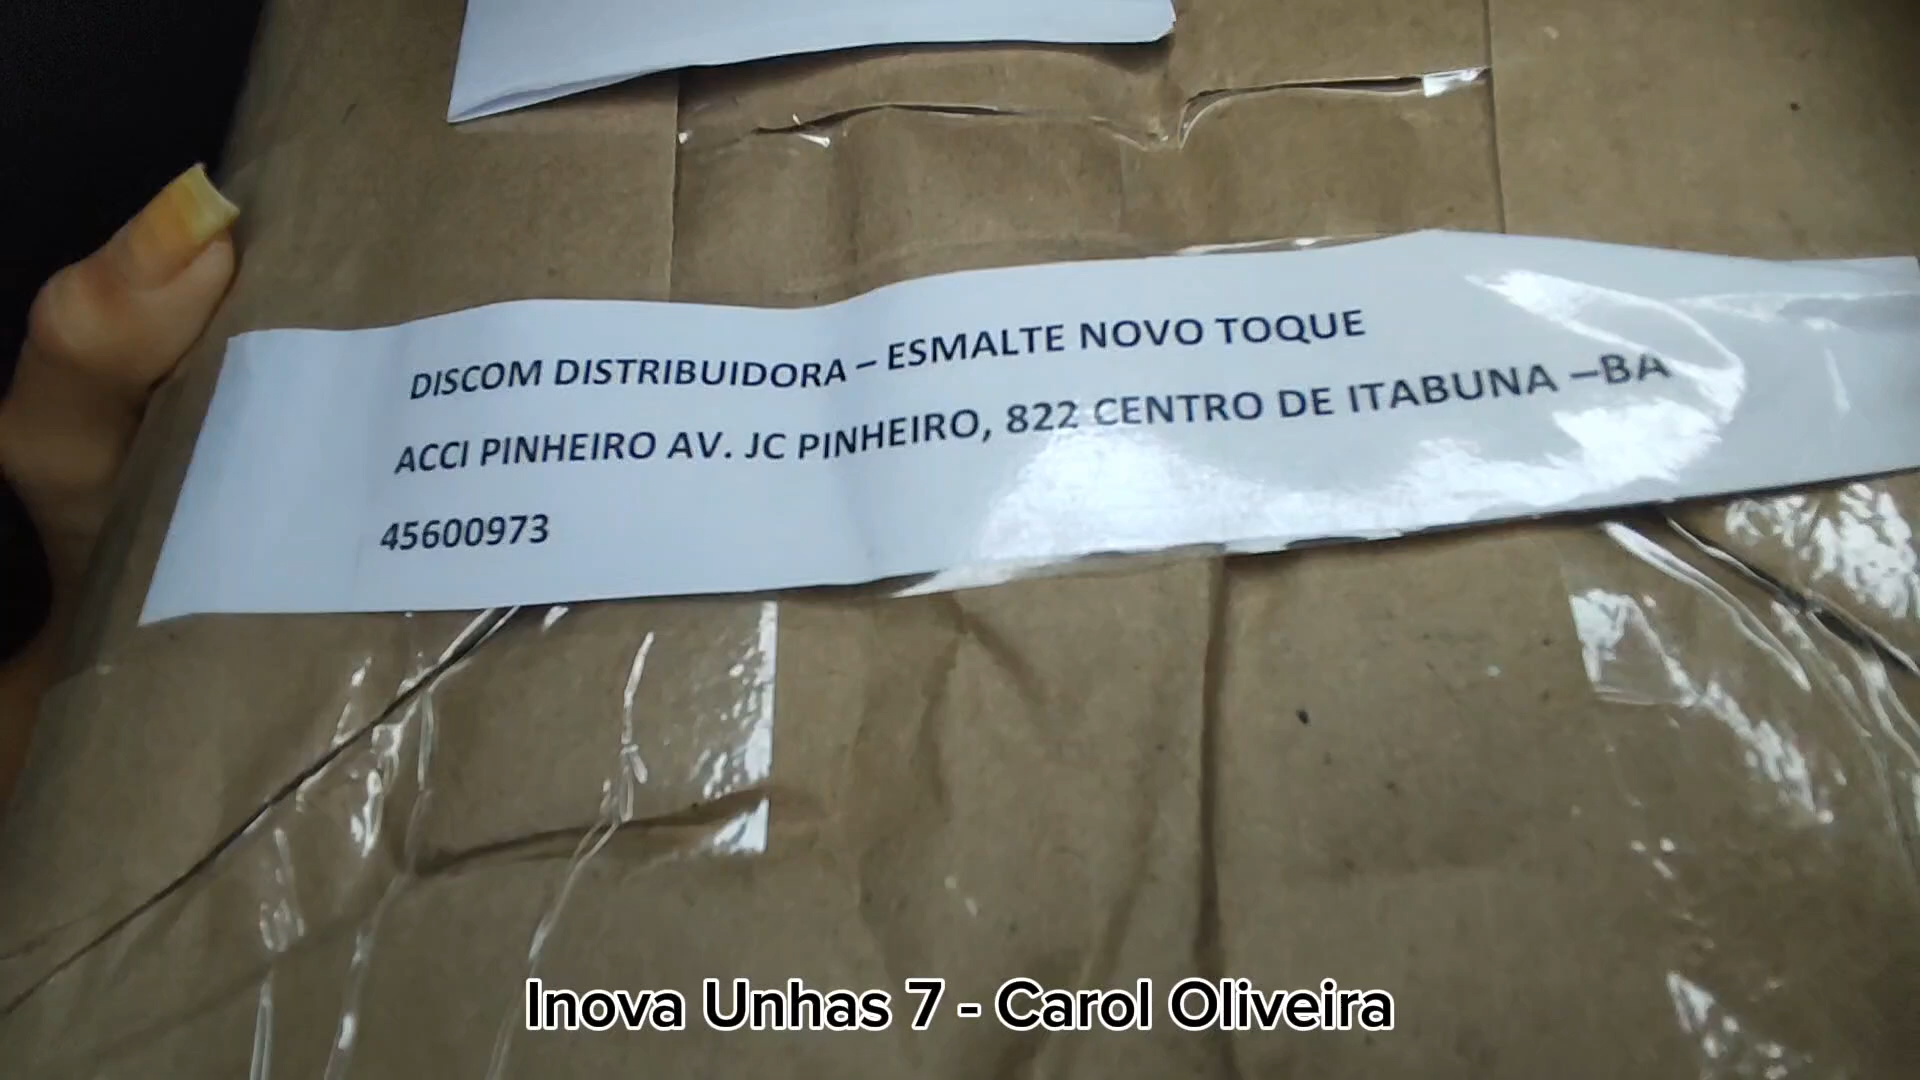 DISCOM DISTRIBUIDORA – ESMALTE NOVO TOQUE
ACCI PINHEIRO AV. JC PINHEIRO, 822 CENTRO DE ITABUNA –BA
45600973
Inova Unhas 7 - Carol Oliveira